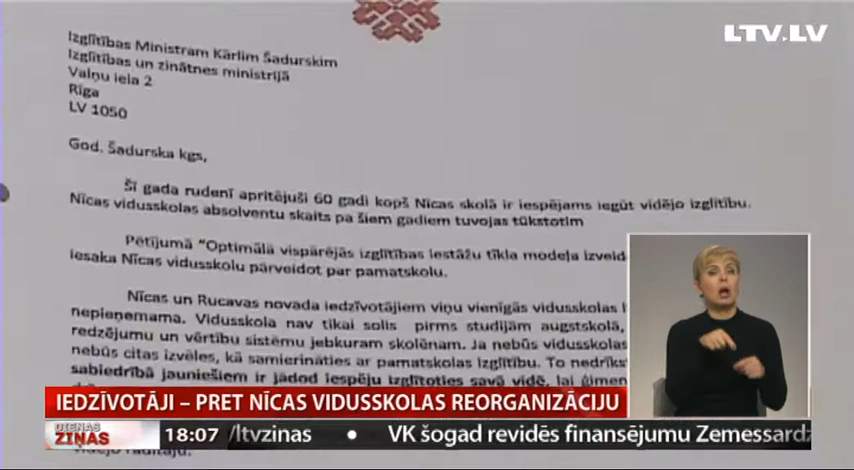 LTV.LV
Izglītības Ministram Kārlim Šadurskim
Izglītības un zinātnes ministrijā
Vaļņu iela 2
Rīga
LV 1050
God. Šadurska kgs,
Šī gada rudenī apritējuši 60 gadi kopš Nīcas skolā ir iespējams iegūt vidējo izglītību.
Nīcas vidusskolas absolventu skaits pa šiem gadiem tuvojas tūkstotim
Pētījumā "Optimālā vispārējās izglītības iestāžu tīkla modeļa izveid
iesaka Nīcas vidusskolu pārveidot par pamatskolu.
Nīcas un Rucavas novada iedzīvotājiem viņu vienīgās vidusskolas
nepieņemama. Vidusskola nav tikai solis pirms studijām augstskolā,
redzējumu un vērtību sistēmu jebkuram skolēnam. Ja nebūs vidusskolas
nebūs citas izvēles, kā samierināties ar pamatskolas izglītību. To nedrīkst
sabiedrībā jauniešiem ir jādod iespēju izglītoties savā vidē, lai ģimen
IEDZĪVOTĀJI – PRET NĪCAS VIDUSSKOLAS REORGANIZĀCIJU
DIENAS
ZIŅAS
18:07 /ltvzinas • VK šogad revidēs finansējumu Zemessardz
vidējo rādītāju.